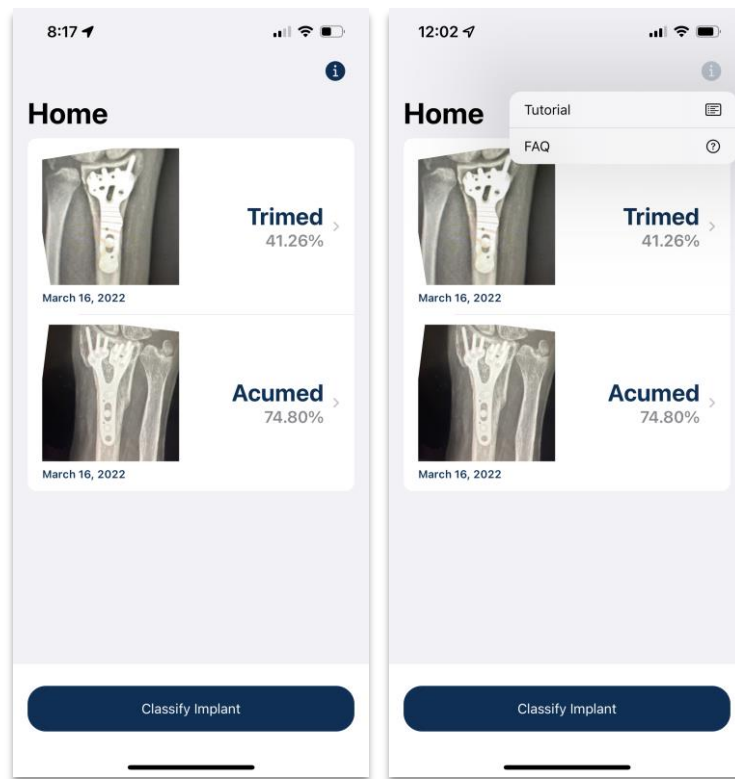 8:17
Home
Trimed
41.26%
March 16, 2022
Acumed
74.80%
March 16, 2022
Classify Implant
12:02
Home
Tutorial
FAQ
Trimed
41.26%
March 16, 2022
Acumed
74.80%
March 16, 2022
Classify Implant